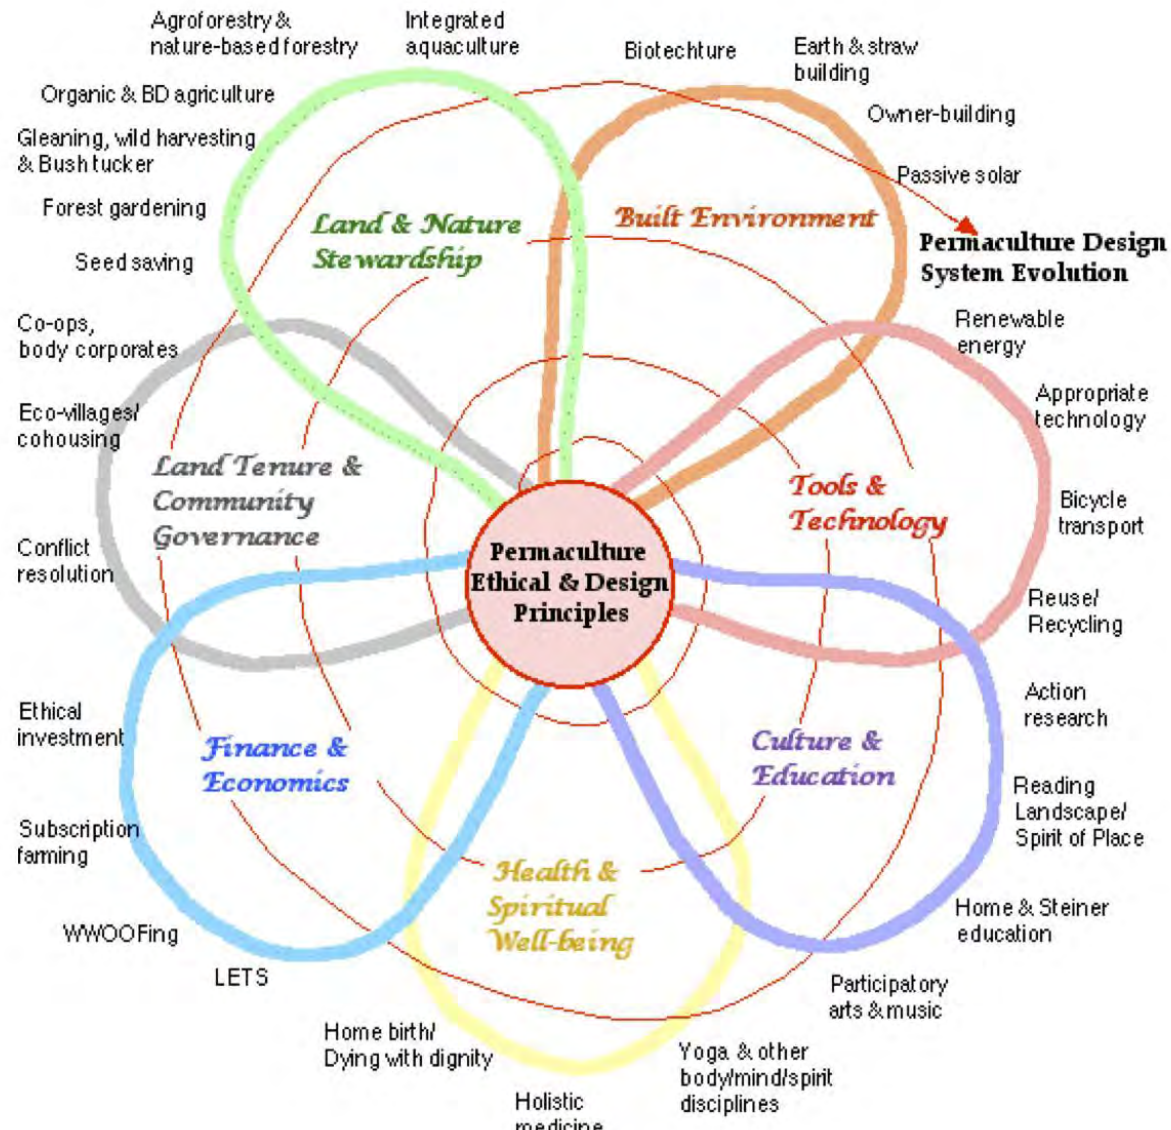 Agroforestry &
nature-based forestry
Integrated
aquaculture
Biotechture
Earth & straw
building
Organic & BD agriculture
Owner-building
Gleaning, wild harvesting
& Bush tucker
Passive solar
Forest gardening
Land & Nature
Stewardship
Built Environment
Seed saving
Permaculture Design
System Evolution
Co-ops,
body corporates
Renewable
energy
Eco-villages/
cohousing
Appropriate
technology
Land Tenure &
Community
Governance
Tools &
Technology
Bicycle
transport
Conflict
resolution
Permaculture
Ethical & Design
Principles
Reuse/
Recycling
Ethical
investment
Finance &
Economics
Culture &
Education
Action
research
Subscription
farming
Reading
Landscape/
Spirit of Place
Health &
Spiritual
Well-being
WWOOFing
Home & Steiner
education
LETS
Participatory
arts & music
Home birth/
Dying with dignity
Yoga & other
body/mind/spirit
disciplines
Holistic
medicine